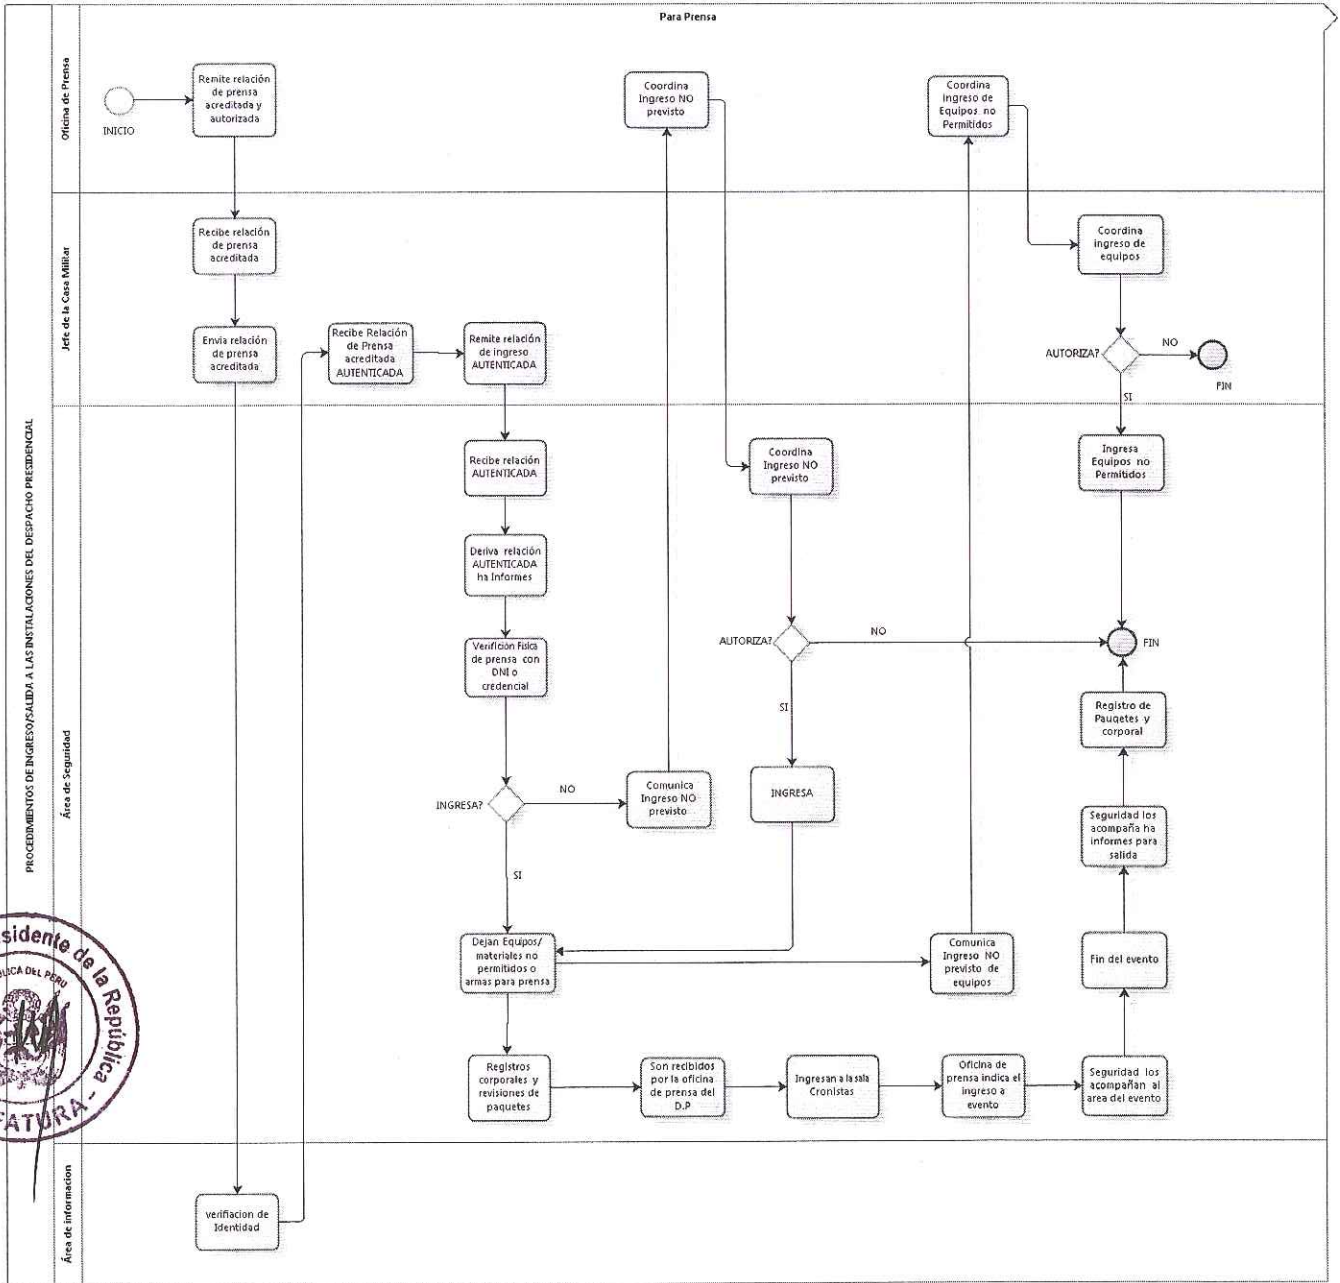 Para Prensa
PROCEDIMIENTOS DE INGRESO/SALIDA A LAS INSTALACIONES DEL DESPACHO PRESIDENCIAL
Oficina de Prensa
INICIO
Remite relación
de prensa
acreditada y
autorizada
Coordina
Ingreso NO
previsto
Coordina
ingreso de
Equipos no
Permitidos
Jefe de la Casa Militar
Recibe relación
de prensa
acreditada
Envia relación
de prensa
acreditada
Recibe Relación
de Prensa
acreditada
AUTENTICADA
Remite relación
de ingreso
AUTENTICADA
Coordina
ingreso de
equipos
AUTORIZA?
NO
FIN
SI
Área de Seguridad
Recibe relación
AUTENTICADA
Deriva relación
AUTENTICADA
ha Informes
Verifición Fisica
de prensa con
DNI o
credencial
INGRESA?
NO
SI
Comunica
Ingreso NO
previsto
Coordina
Ingreso NO
previsto
AUTORIZA?
NO
SI
INGRESA
Ingresa
Equipos no
Permitidos
FIN
Registro de
Pauqetes y
corporal
Seguridad los
acompaña ha
informes para
salida
Fin del evento
Dejan Equipos/
materiales no
permitidos o
armas para prensa
Comunica
Ingreso NO
previsto de
equipos
Registros
corporales y
revisiones de
paquetes
Son recibidos
por la oficina
de prensa del
D.P
Ingresan a la sala
Cronistas
Oficina de
prensa indica el
ingreso a
evento
Seguridad los
acompañan al
area del evento
Área de informacion
verifiacion de
Identidad
sidente de la República
BLICA DEL PERU
FATURA-